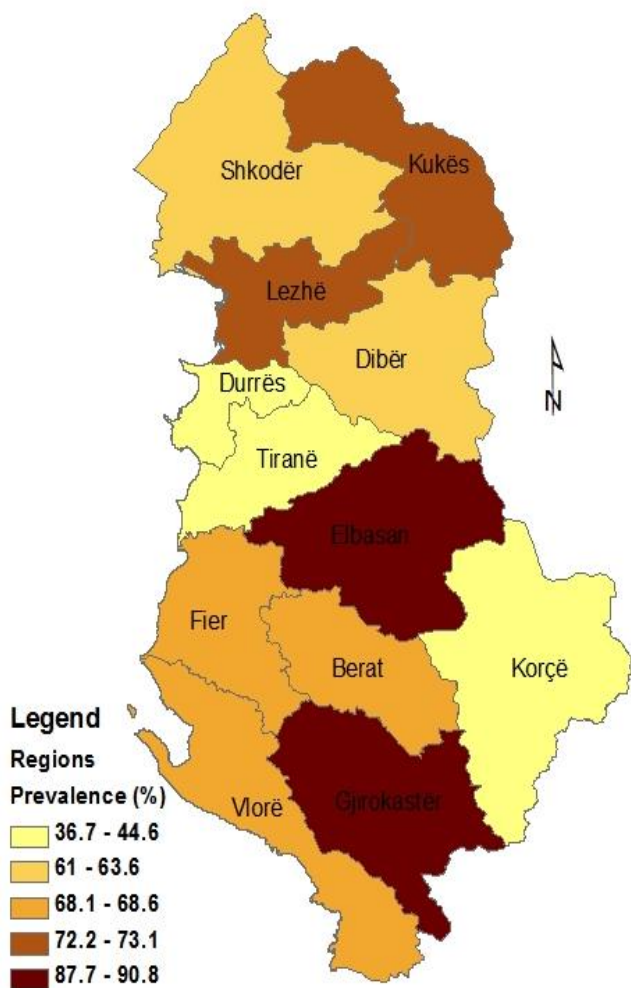 Shkodër
Kukës
Lezhë
Dibër
Durrës
N
Tiranë
Elbasan
Fier
Berat
Korçë
Legend
Regions
Prevalence (%)
Vlorë
Gjirokastër
36.7 - 44.6
61 - 63.6
68.1 - 68.6
72.2 - 73.1
87.7 - 90.8